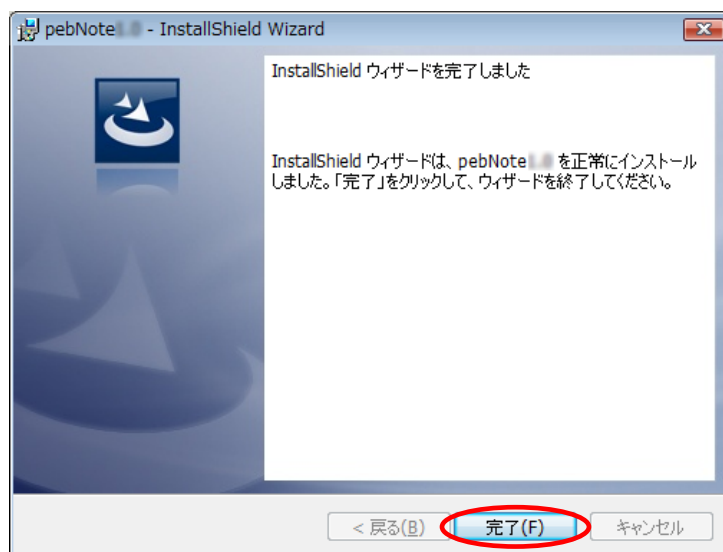 pebNote - InstallShield Wizard
InstallShield ウィザードを完了しました
InstallShield ウィザードは、pebNote を正常にインストール
しました。「完了」をクリックして、ウィザードを終了してください。
< 戻る(B)
完了(F)
キャンセル